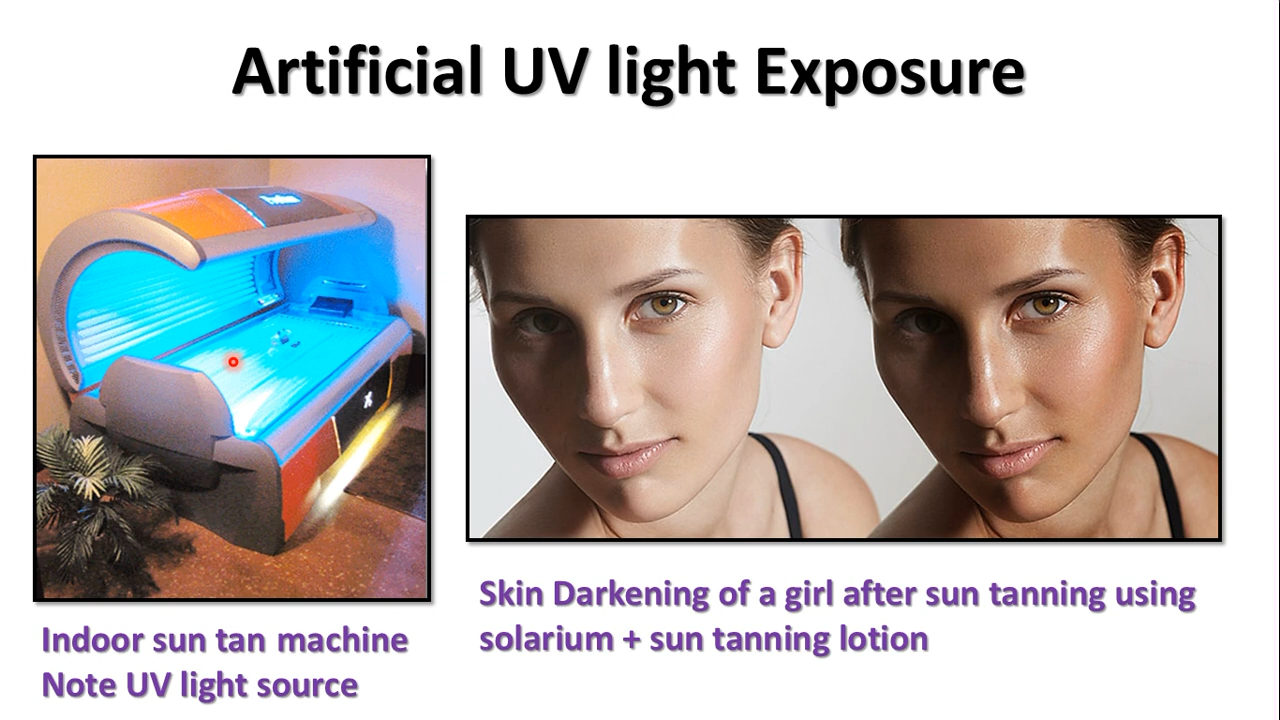 Artificial UV light Exposure
Skin Darkening of a girl after sun tanning using
solarium + sun tanning lotion
Indoor sun tan machine
Note UV light source